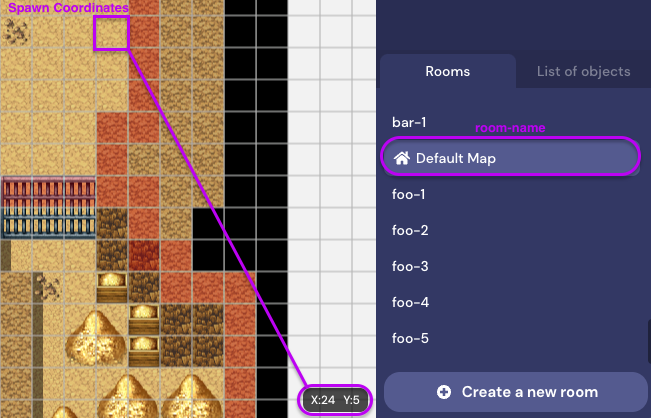 Spawn Coordinates
X:24 Y:5
Rooms
List of objects
bar-1
room-name
Default Map
foo-1
foo-2
foo-3
foo-4
foo-5
Create a new room